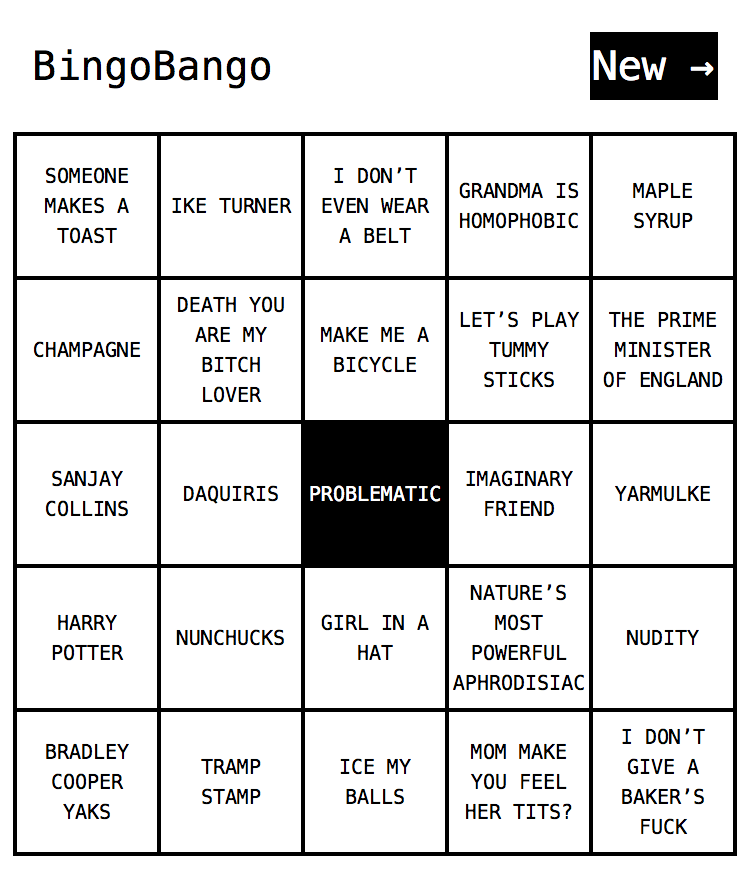 BingoBango
New →
SOMEONE
MAKES A
TOAST
IKE TURNER
I DON’T
EVEN WEAR
A BELT
GRANDMA IS
HOMOPHOBIC
MAPLE
SYRUP
CHAMPAGNE
DEATH YOU
ARE MY
BITCH
LOVER
MAKE ME A
BICYCLE
LET’S PLAY
TUMMY
STICKS
THE PRIME
MINISTER
OF ENGLAND
SANJAY
COLLINS
DAQUIRIS
PROBLEMATIC
IMAGINARY
FRIEND
YARMULKE
HARRY
POTTER
NUNCHUCKS
GIRL IN A
HAT
NATURE’S
MOST
POWERFUL
APHRODISIAC
NUDITY
BRADLEY
COOPER
YAKS
TRAMP
STAMP
ICE MY
BALLS
MOM MAKE
YOU FEEL
HER TITS?
I DON’T
GIVE A
BAKER’S
FUCK